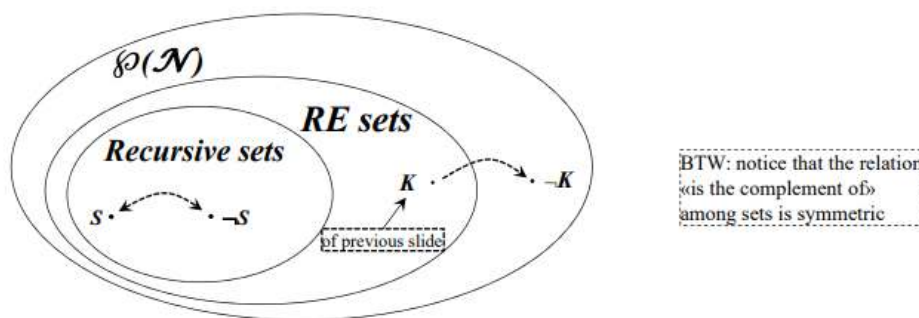 ℘(𝒩)
RE sets
Recursive sets
K
¬K
S
¬S
of previous slide
BTW: notice that the relation
«is the complement of»
among sets is symmetric